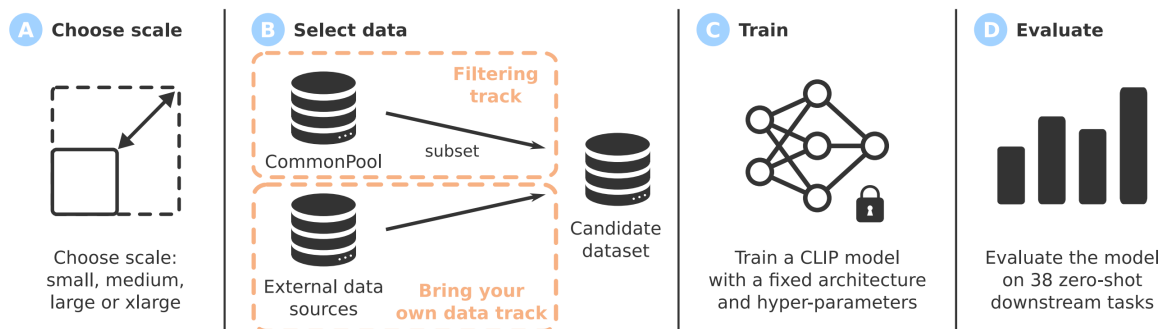 A Choose scale
Choose scale:
small, medium,
large or xlarge
B Select data
Filtering
track
CommonPool
subset
External data
sources
Bring your
own data track
Candidate
dataset
C Train
Train a CLIP model
with a fixed architecture
and hyper-parameters
D Evaluate
Evaluate the model
on 38 zero-shot
downstream tasks